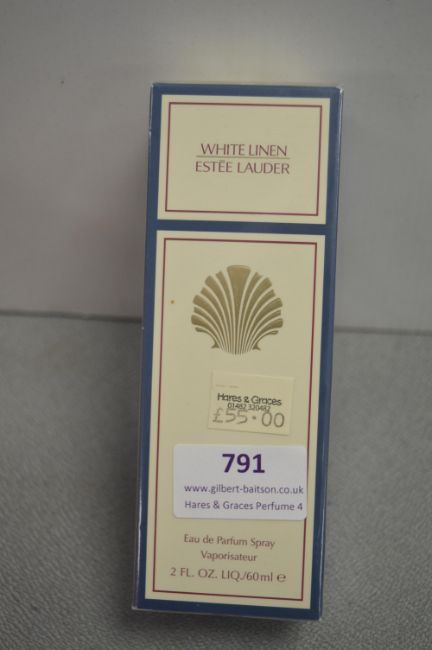 WHITE LINEN
ESTĒE LAUDER
Hares & Graces
01482 320482
£55.00
791
www.gilbert-baitson.co.uk
Hares & Graces Perfume 4
Eau de Parfum Spray
Vaporisateur
2 FL. OZ. LIQ./60ml e